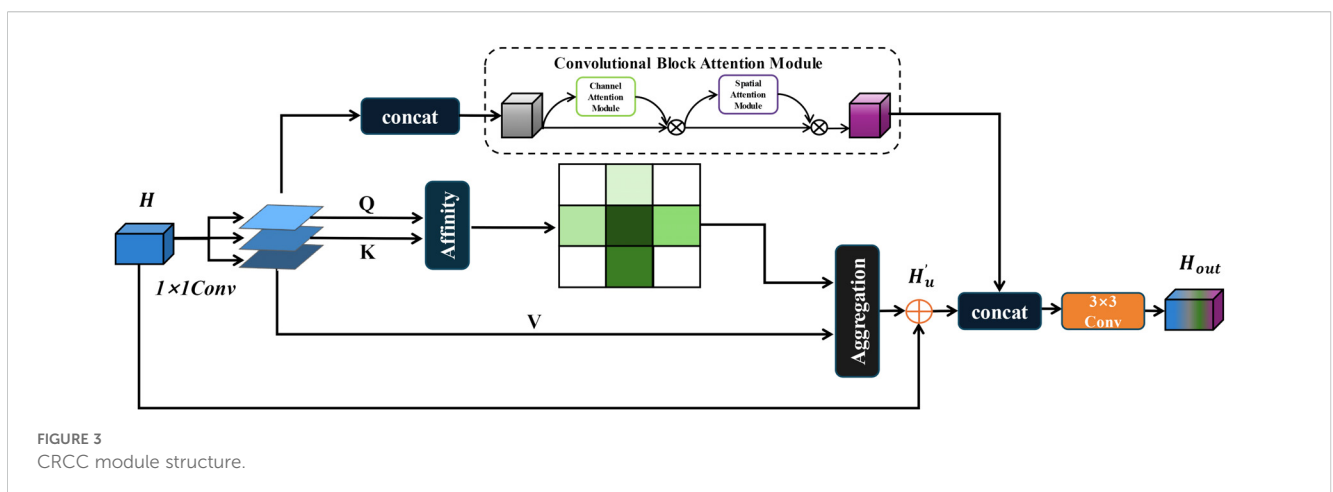 Convolutional Block Attention Module
Channel
Attention
Module
Spatial
Attention
Module
concat
H
Q
K
1×1Conv
Affinity
V
Aggregation
H'u
concat
3×3
Conv
Hout
FIGURE 3
CRCC module structure.